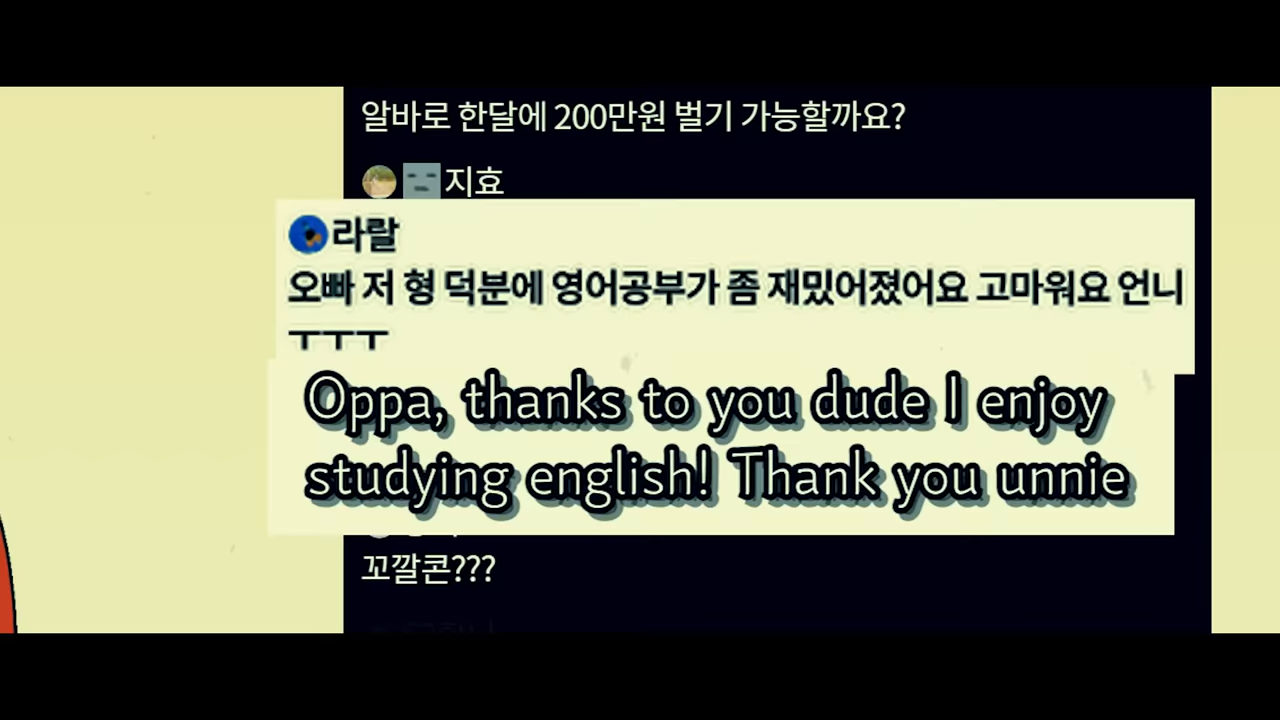 알바로 한달에 200만원 벌기 가능할까요?
지효
라랄
오빠 저 형 덕분에 영어공부가 좀 재밌어졌어요 고마워요 언니
ㅜㅜㅜ
Oppa, thanks to you dude I enjoy
studying english! Thank you unnie
꼬깔콘???